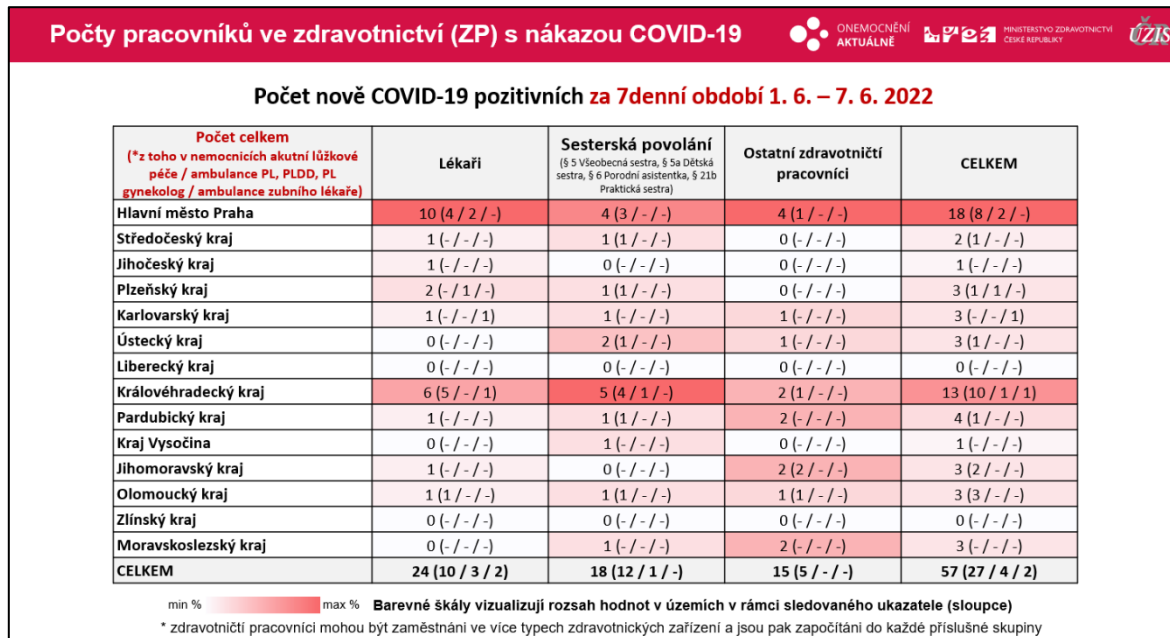 Počty pracovníků ve zdravotnictví (ZP) s nákazou COVID-19
ONEMOCNĚNÍ
AKTUÁLNĚ
MINISTERSTVO ZDRAVOTNICTVÍ
ČESKÉ REPUBLIKY
ÚZIS
Počet nově COVID-19 pozitivních za 7denní období 1. 6. – 7. 6. 2022
Počet celkem
(*z toho v nemocnicích akutní lůžkové
péče / ambulance PL, PLDD, PL
gynekolog / ambulance zubního lékaře)
Lékaři
Sesterská povolání
(§ 5 Všeobecná sestra, § 5a Dětská
sestra, § 6 Porodní asistentka, § 21b
Praktická sestra)
Ostatní zdravotničtí
pracovníci
CELKEM
Hlavní město Praha 10 (4 / 2 / -) 4 (3 / - / -) 4 (1 / - / -) 18 (8 / 2 / -)
Středočeský kraj 1 (- / - / -) 1 (1 / - / -) 0 (- / - / -) 2 (1 / - / -)
Jihočeský kraj 1 (- / - / -) 0 (- / - / -) 0 (- / - / -) 1 (- / - / -)
Plzeňský kraj 2 (- / 1 / -) 1 (1 / - / -) 0 (- / - / -) 3 (1 / 1 / -)
Karlovarský kraj 1 (- / - / 1) 1 (- / - / -) 1 (- / - / -) 3 (- / - / 1)
Ústecký kraj 0 (- / - / -) 2 (1 / - / -) 1 (- / - / -) 3 (1 / - / -)
Liberecký kraj 0 (- / - / -) 0 (- / - / -) 0 (- / - / -) 0 (- / - / -)
Královéhradecký kraj 6 (5 / - / 1) 5 (4 / 1 / -) 2 (1 / - / -) 13 (10 / 1 / 1)
Pardubický kraj 1 (- / - / -) 1 (1 / - / -) 2 (- / - / -) 4 (1 / - / -)
Kraj Vysočina 0 (- / - / -) 1 (- / - / -) 0 (- / - / -) 1 (- / - / -)
Jihomoravský kraj 1 (- / - / -) 0 (- / - / -) 2 (2 / - / -) 3 (2 / - / -)
Olomoucký kraj 1 (1 / - / -) 1 (1 / - / -) 1 (1 / - / -) 3 (3 / - / -)
Zlínský kraj 0 (- / - / -) 0 (- / - / -) 0 (- / - / -) 0 (- / - / -)
Moravskoslezský kraj 0 (- / - / -) 1 (- / - / -) 2 (- / - / -) 3 (- / - / -)
CELKEM 24 (10 / 3 / 2) 18 (12 / 1 / -) 15 (5 / - / -) 57 (27 / 4 / 2)
min % max % Barevné škály vizualizují rozsah hodnot v územích v rámci sledovaného ukazatele (sloupce)
* zdravotničtí pracovníci mohou být zaměstnáni ve více typech zdravotnických zařízení a jsou pak započítáni do každé příslušné skupiny